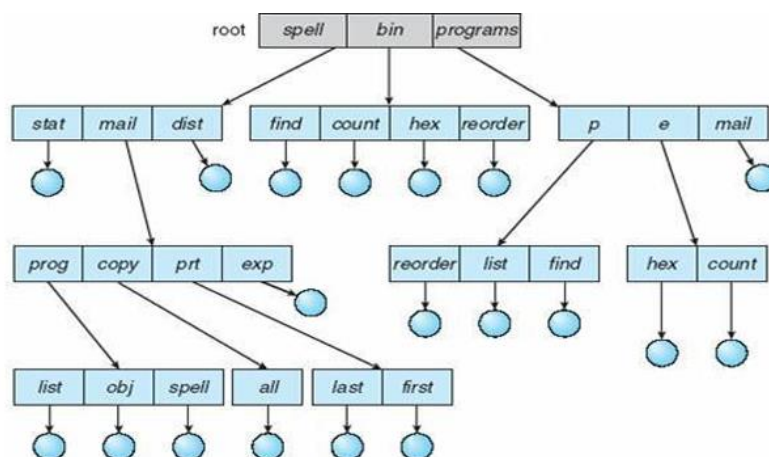 root spell bin programs
stat mail dist find count hex reorder p e mail
prog copy prt exp reorder list find hex count
list obj spell all last first